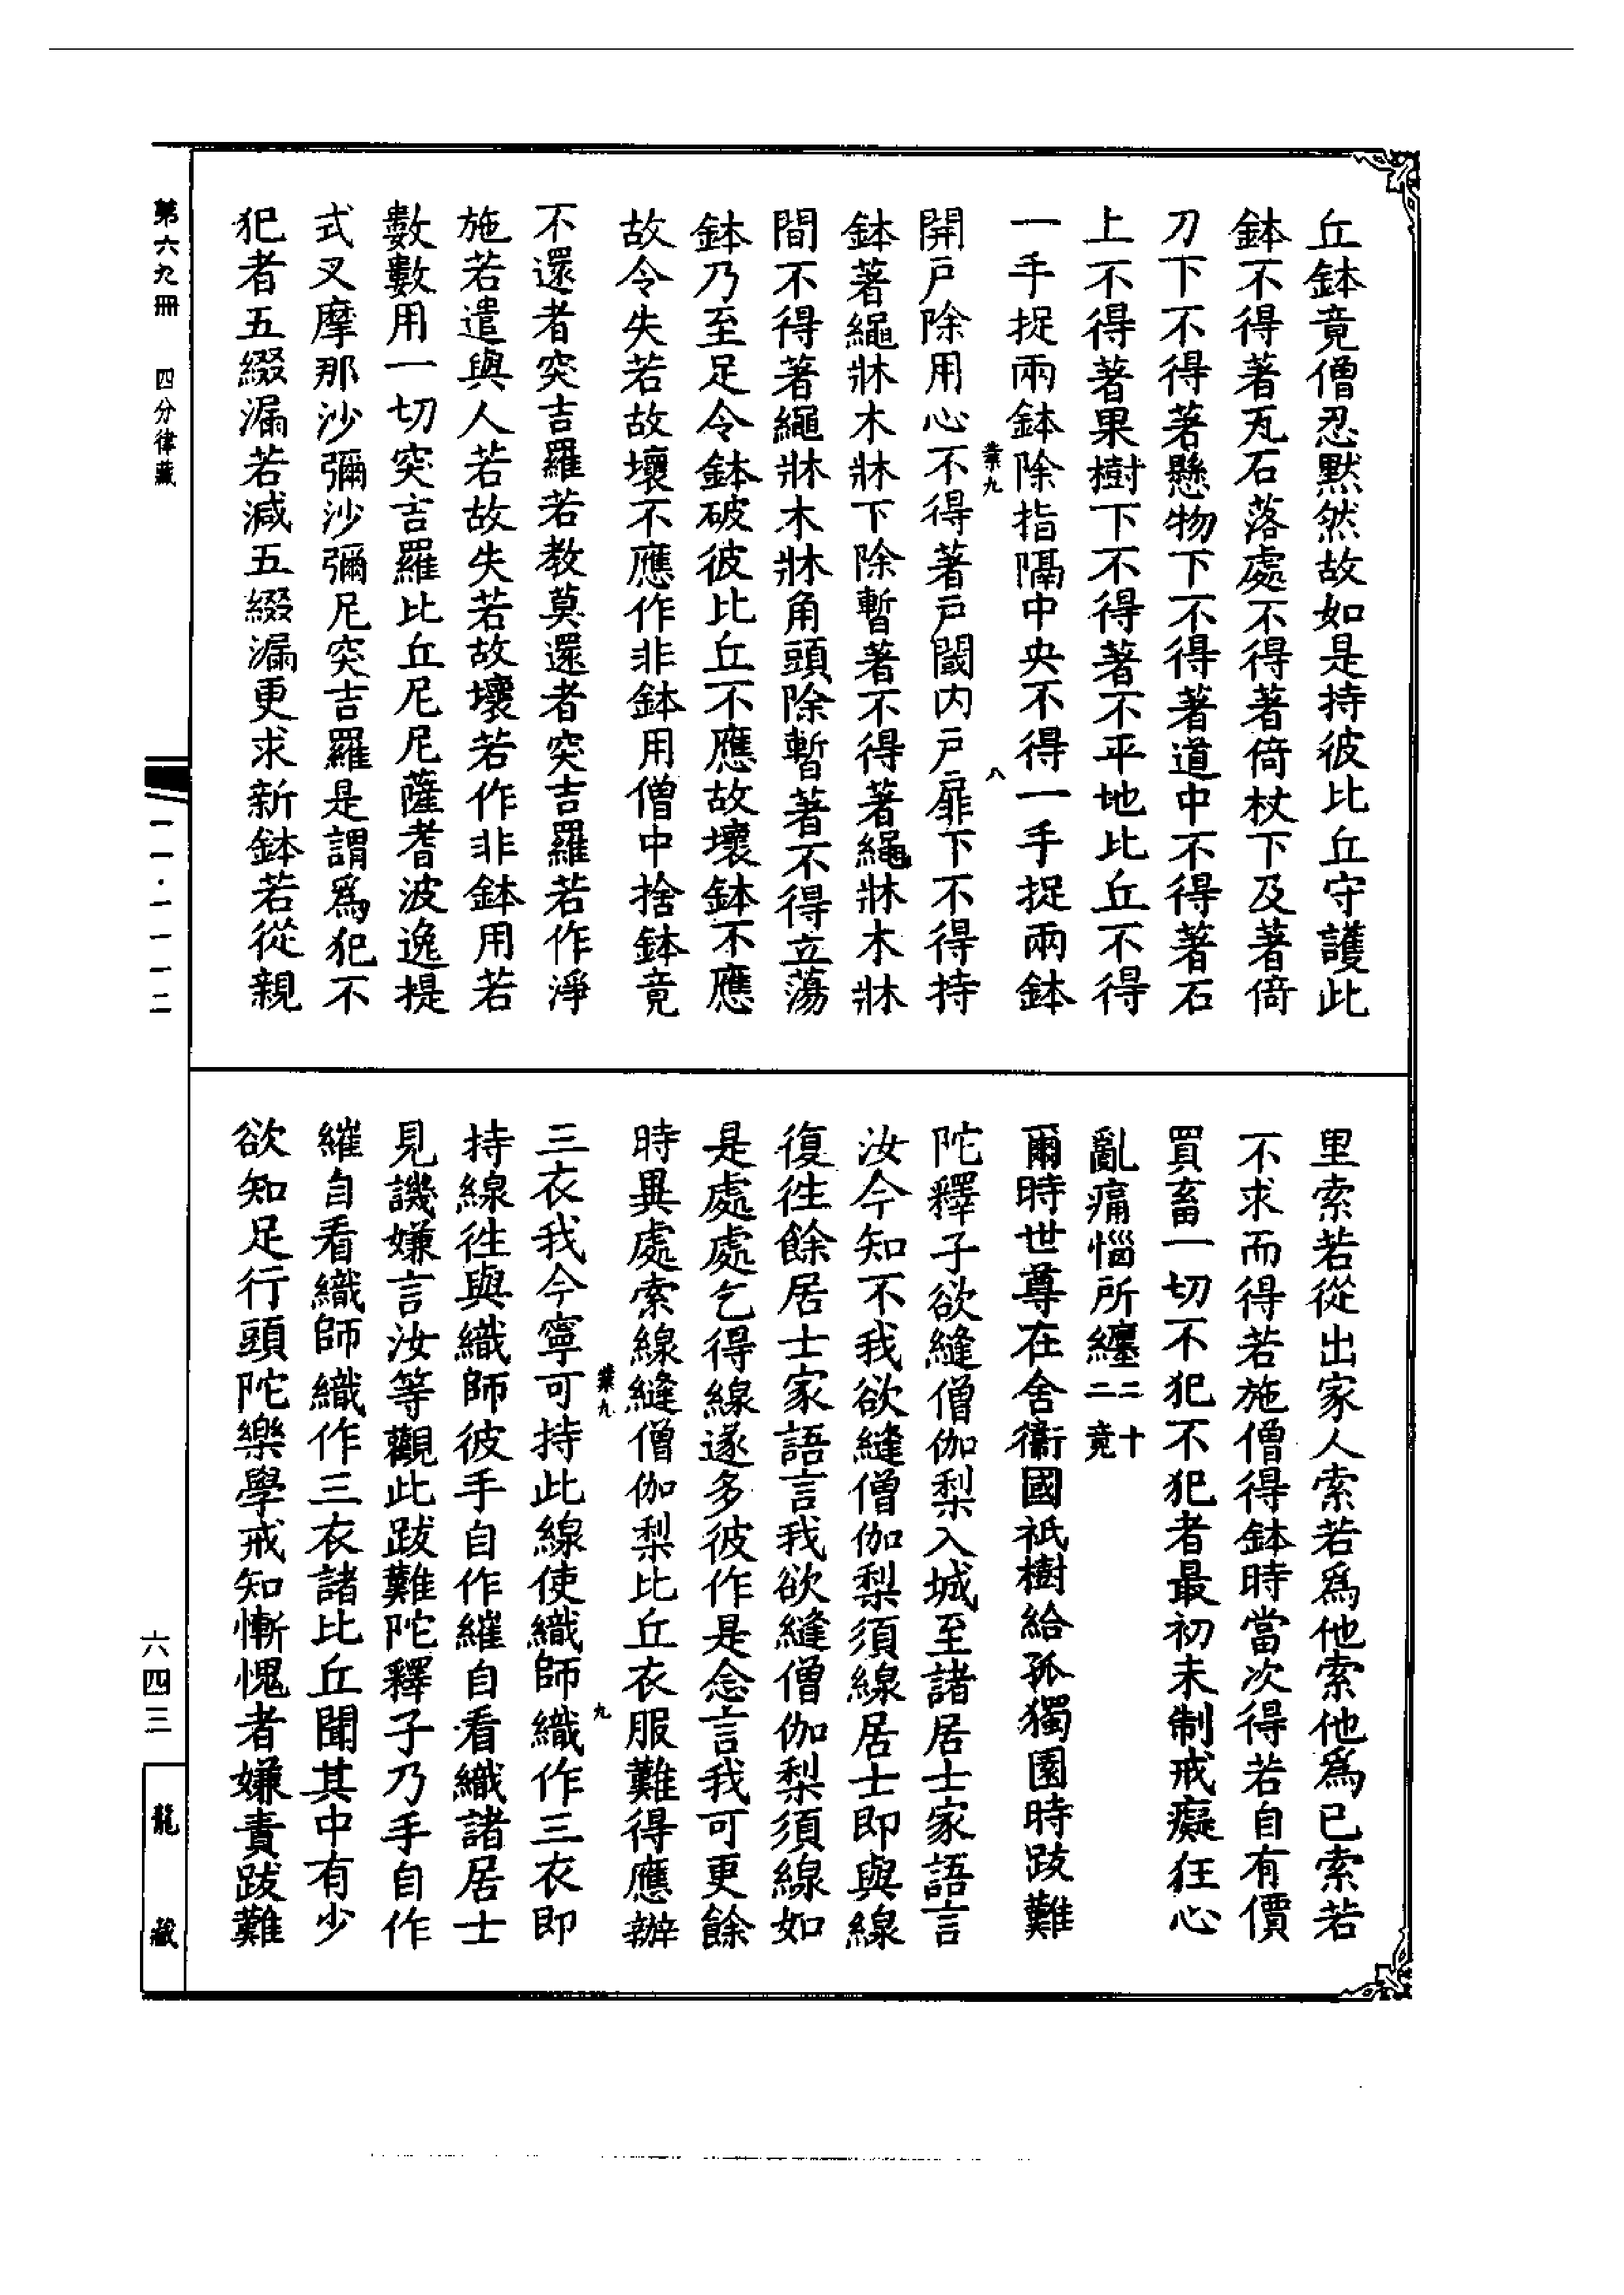 丘鉢竟僧忍默然故如是持彼比丘守護此
鉢不得著瓦石落處不得著倚杖下及著倚
刀下不得著懸物下不得著道中不得著石
上不得著果樹下不得著不平地比丘不得
一手捉兩鉢除指隔中央不得一手捉兩鉢
業九
八
開戶除用心不得著戶閾內戶扉下不得持
鉢著繩牀木牀下除暫著不得著繩牀木牀
間不得著繩牀木牀角頭除暫著不得立蕩
鉢乃至足令鉢破彼比丘不應故壞鉢不應
故令失若故壞不應作非鉢用僧中捨鉢竟
不還者突吉羅若教莫還者突吉羅若作淨
施若遣與人若故失若故壞若作非鉢用若
數數用一切突吉羅比丘尼尼薩耆波逸提
式叉摩那沙彌沙彌尼突吉羅是謂為犯不
犯者五綴漏若減五綴漏更求新鉢若從親
里索若從出家人索若為他索他為已索若
不求而得若施僧得鉢時當次得若自有價
買畜一切不犯不犯者最初未制戒癡狂心
亂痛惱所纏二十二竟
爾時世尊在舍衞國祇樹給孤獨園時跋難
陀釋子欲縫僧伽梨入城至諸居士家語言
汝今知不我欲縫僧伽梨須線居士即與線
復往餘居士家語言我欲縫僧伽梨須線如
是處處乞得線遂多彼作是念言我可更餘
時異處索線縫僧伽梨比丘衣服難得應辦
業九
九
三衣我今寧可持此線使織師織作三衣即
持線往與織師彼手自作繀自看織諸居士
見譏嫌言汝等觀此跋難陀釋子乃手自作
繀自看織師織作三衣諸比丘聞其中有少
欲知足行頭陀樂學戒知慚愧者嫌責跋難
第六九冊 四分律藏
一一·一一一二
六四三
龍藏